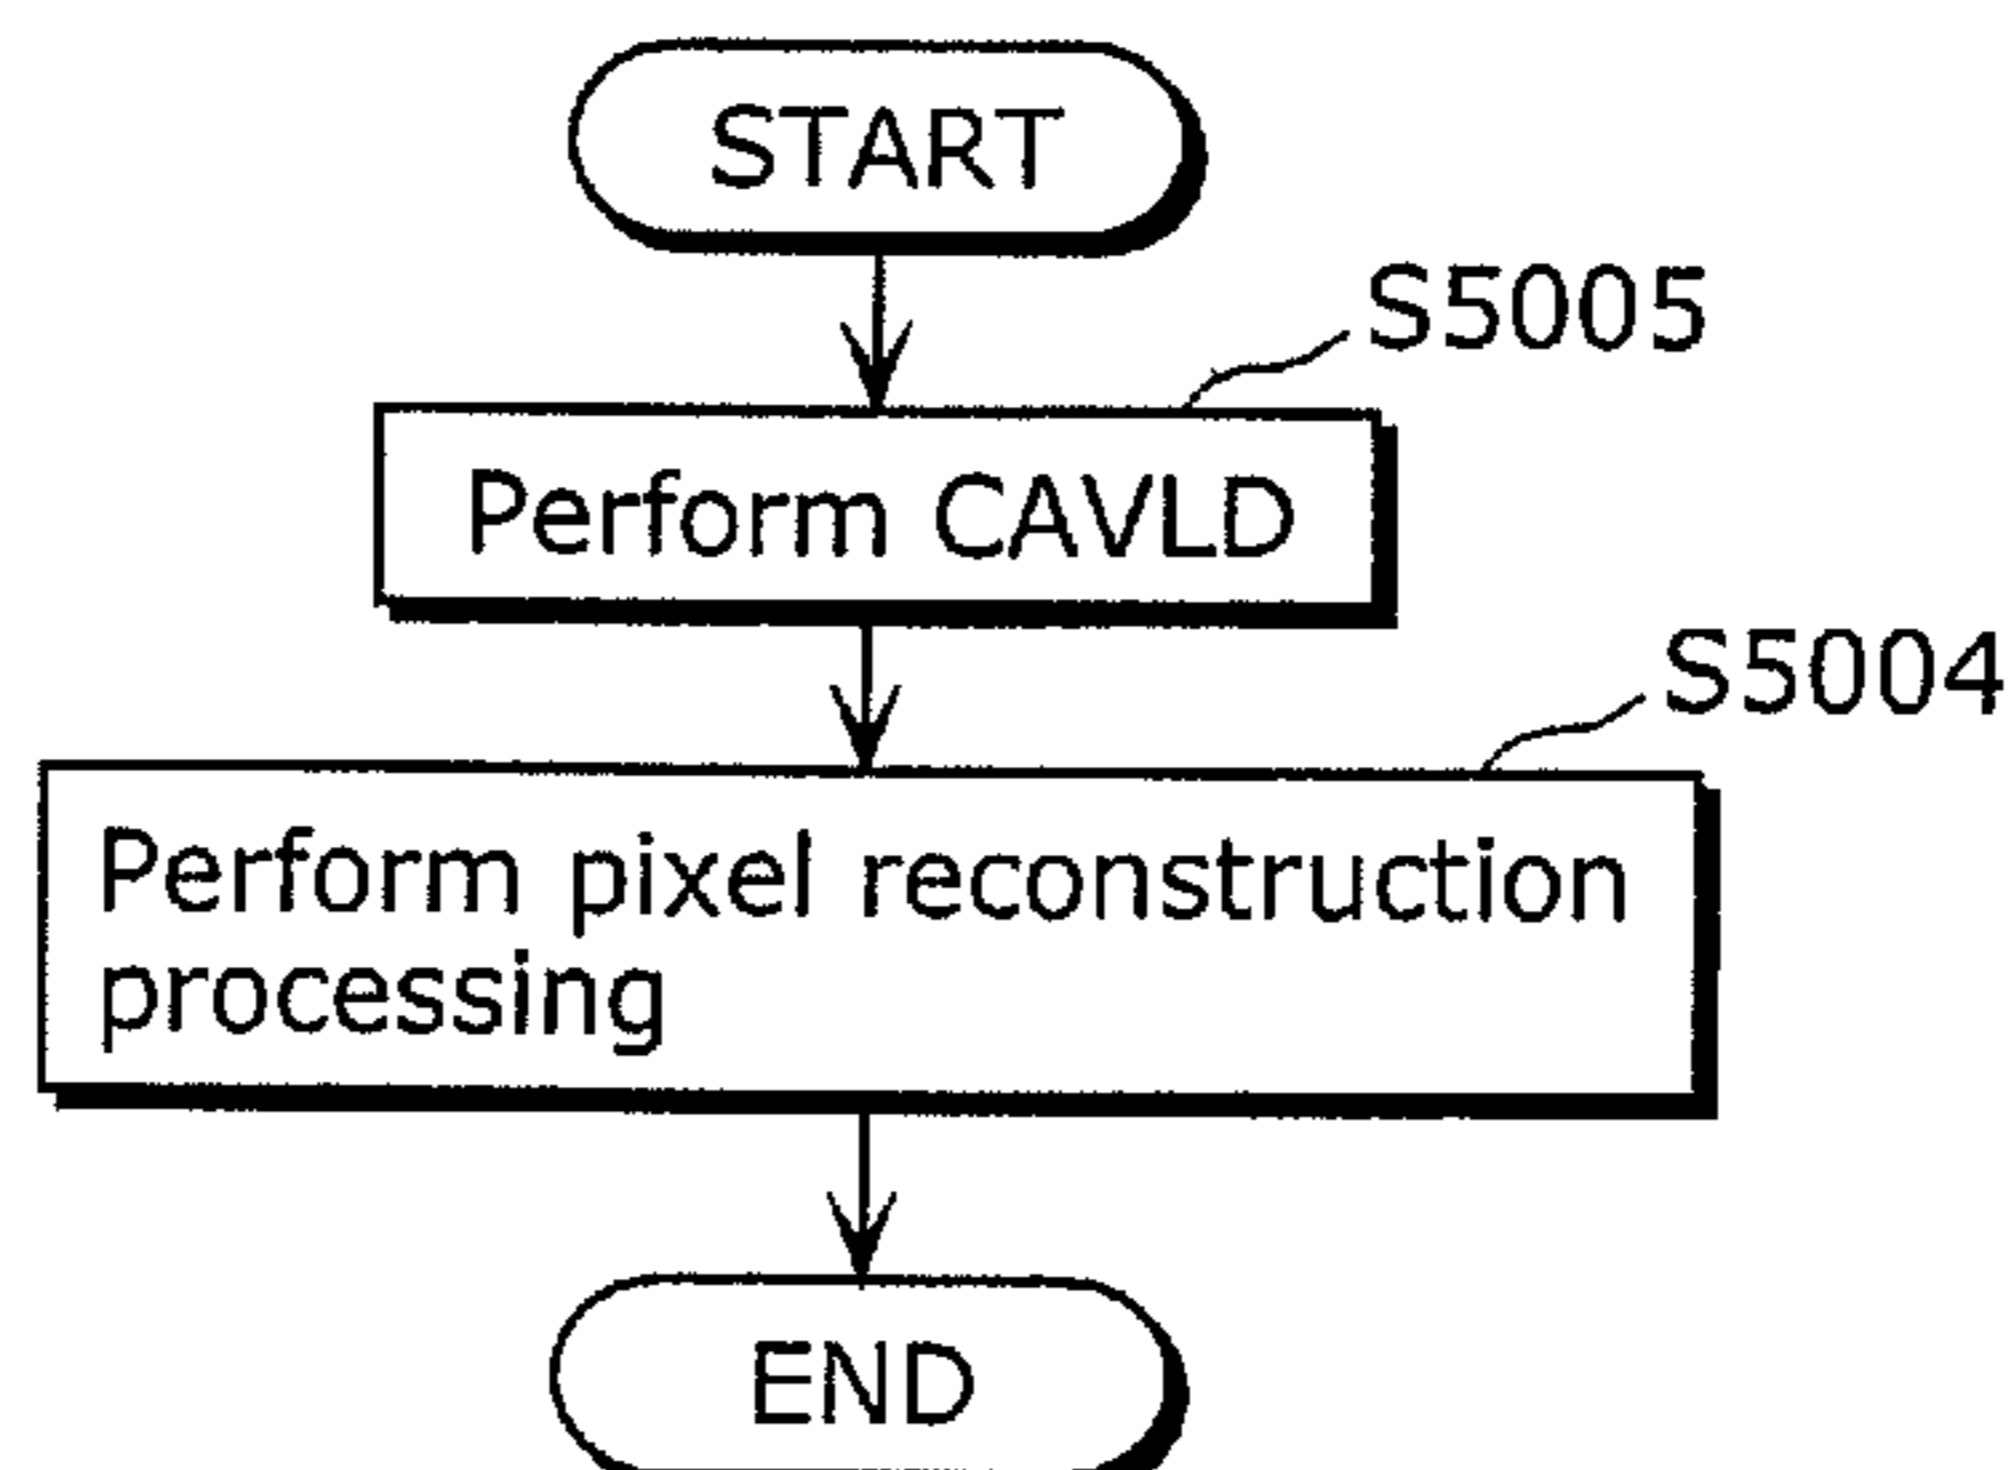 START
S5005
Perform CAVLD
S5004
Perform pixel reconstruction
processing
END